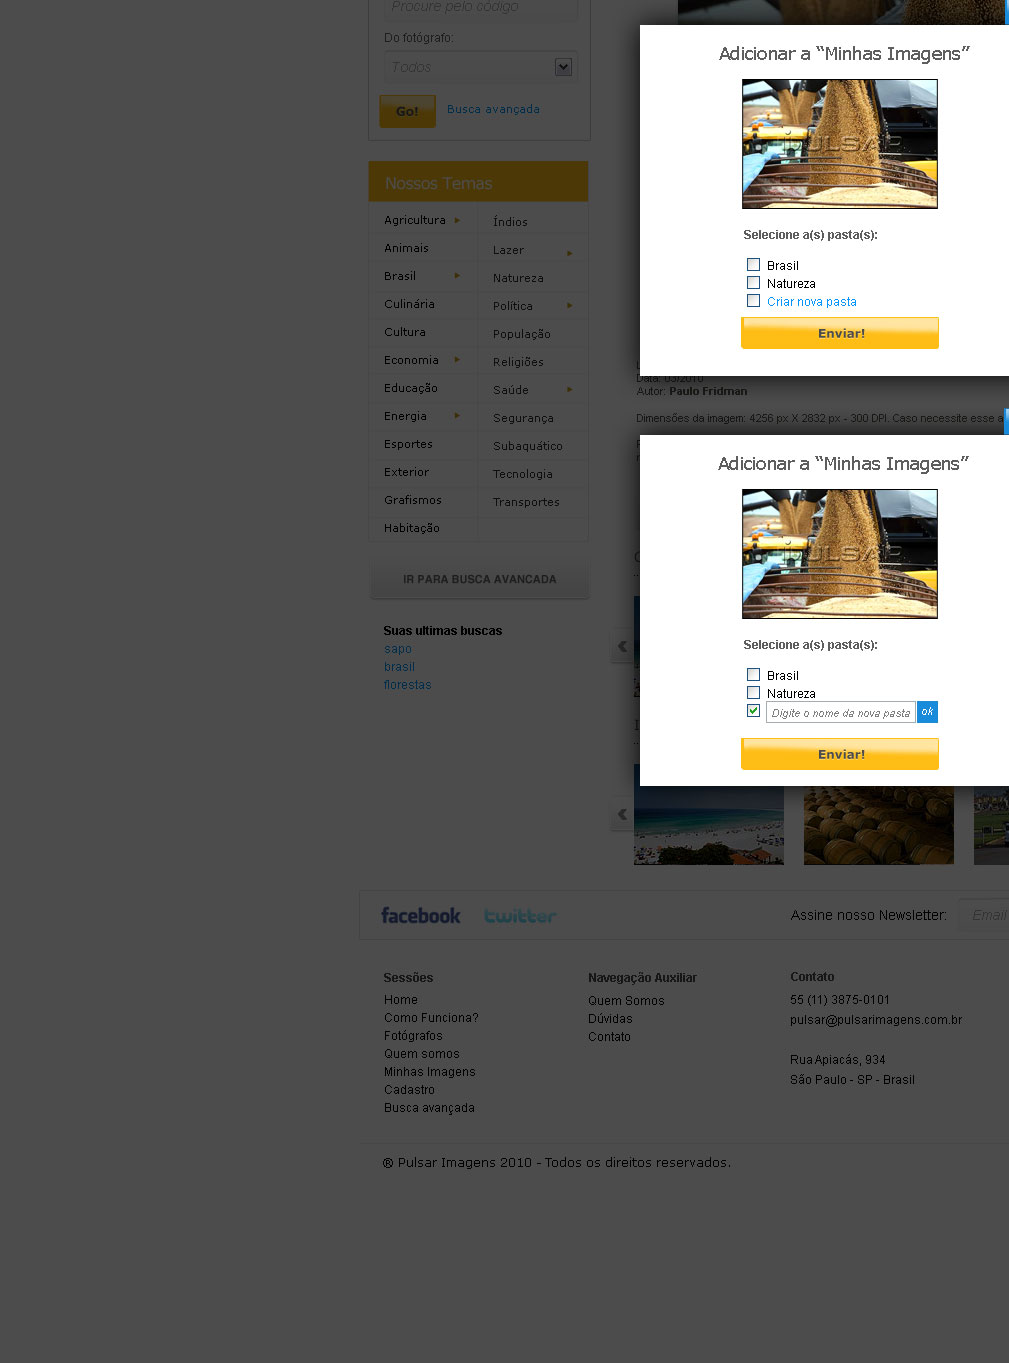 Procure pelo código
Do fotógrafo:
Todos
Go!
Busca avançada
Nossos Temas
Agricultura
Animais
Brasil
Culinária
Cultura
Economia
Educação
Energia
Esportes
Exterior
Grafismos
Habitação
Índios
Lazer
Natureza
Política
População
Religiões
Saúde
Segurança
Subaquático
Tecnologia
Transportes
IR PARA BUSCA AVANCADA
Suas ultimas buscas
sapo
brasil
florestas
Adicionar a “Minhas Imagens”
PULSAR
Selecione a(s) pasta(s):
Brasil
Natureza
Criar nova pasta
Enviar!
Data: 03/2010
Autor: Paulo Fridman
Dimensões da imagem: 4256 px X 2832 px - 300 DPI. Caso necessite esse a
Adicionar a “Minhas Imagens”
PULSAR
Selecione a(s) pasta(s):
Brasil
Natureza
Digite o nome da nova pasta
ok
Enviar!
facebook
twitter
Assine nosso Newsletter:
Email
Sessões
Home
Como Funciona?
Fotógrafos
Quem somos
Minhas Imagens
Cadastro
Busca avançada
Navegação Auxiliar
Quem Somos
Dúvidas
Contato
Contato
55 (11) 3875-0101
pulsar@pulsarimagens.com.br
Rua Apiacás, 934
São Paulo - SP - Brasil
® Pulsar Imagens 2010 - Todos os direitos reservados.